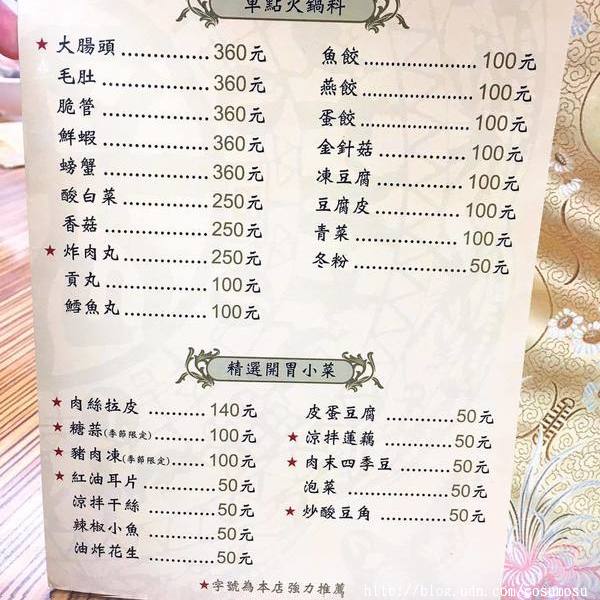 單點火鍋料
★大腸頭......360元
毛肚......360元
脆管......360元
鮮蝦......360元
螃蟹......360元
酸白菜......250元
香菇......250元
★炸肉丸......250元
貢丸......100元
鱈魚丸......100元
魚餃......100元
燕餃......100元
蛋餃......100元
金針菇......100元
凍豆腐......100元
豆腐皮......100元
青菜......100元
冬粉......50元
精選開胃小菜
★肉絲拉皮......140元
★糖蒜(季節限定)......100元
★豬肉凍(季節限定)......100元
★紅油耳片......50元
涼拌干絲......50元
辣椒小魚......50元
油炸花生......50元
皮蛋豆腐......50元
★涼拌蓮藕......50元
★肉末四季豆......50元
泡菜......50元
★炒酸豆角......50元
★字號為本店強力推薦
http://blog.udn.com/cosumosu